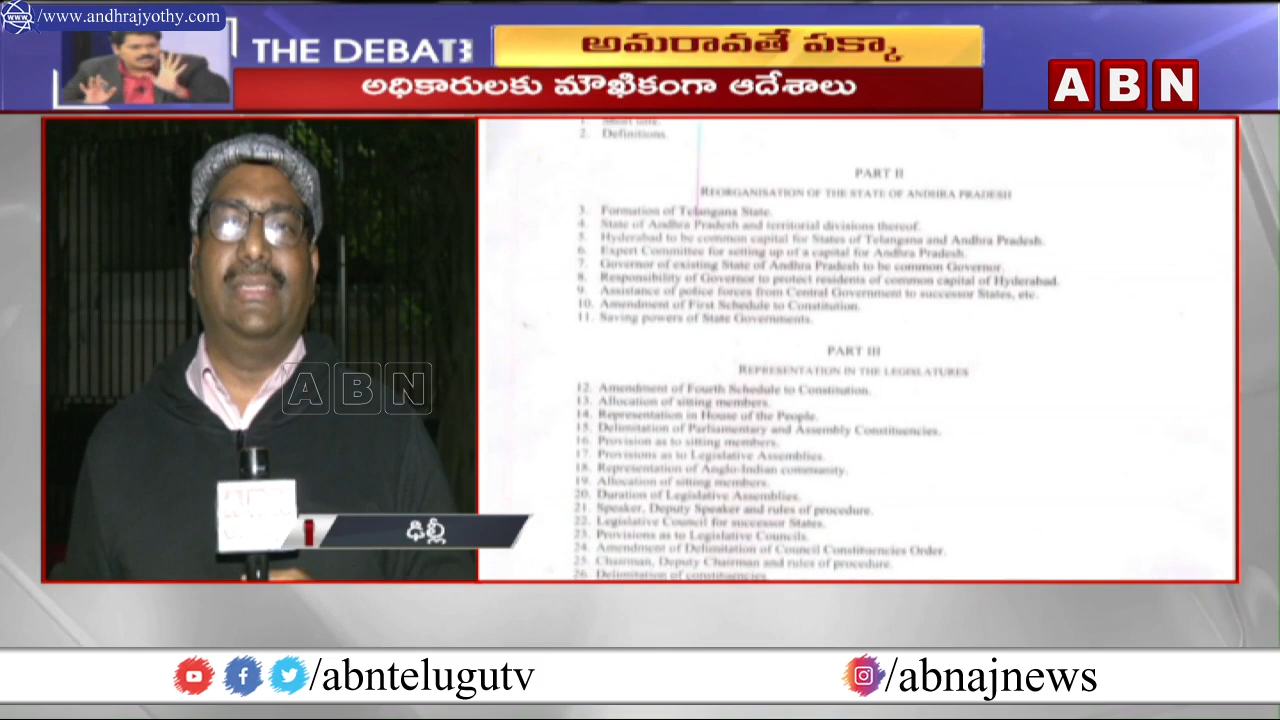 www
/www.andhrajyothy.com
THE DEBATE
అమరావతే పక్కా
అధికారులకు మౌఖికంగా ఆదేశాలు
ABN
1. Short title.
2. Definitions.
PART II
REORGANISATION OF THE STATE OF ANDHRA PRADESH
3. Formation of Telangana State.
4. State of Andhra Pradesh and territorial divisions thereof.
5. Hyderabad to be common capital for States of Telangana and Andhra Pradesh.
6. Expert Committee for setting up of a capital for Andhra Pradesh.
7. Governor of existing State of Andhra Pradesh to be common Governor.
8. Responsibility of Governor to protect residents of common capital of Hyderabad.
9. Assistance of police forces from Central Government to successor States, etc.
10. Amendment of First Schedule to Constitution.
11. Saving powers of State Governments.
PART III
REPRESENTATION IN THE LEGISLATURES
12. Amendment of Fourth Schedule to Constitution.
13. Allocation of sitting members.
14. Representation in House of the People.
15. Delimitation of Parliamentary and Assembly Constituencies.
16. Provision as to sitting members.
17. Provisions as to Legislative Assemblies.
18. Representation of Anglo-Indian community.
19. Allocation of sitting members.
20. Duration of Legislative Assemblies.
21. Speaker, Deputy Speaker and rules of procedure.
22. Legislative Council for successor States.
23. Provisions as to Legislative Councils.
24. Amendment of Delimitation of Council Constituencies Order.
25. Chairman, Deputy Chairman and rules of procedure.
26. Delimitation of constituencies.
ABN
ఢిల్లీ
/abntelugutv
/abnajnews